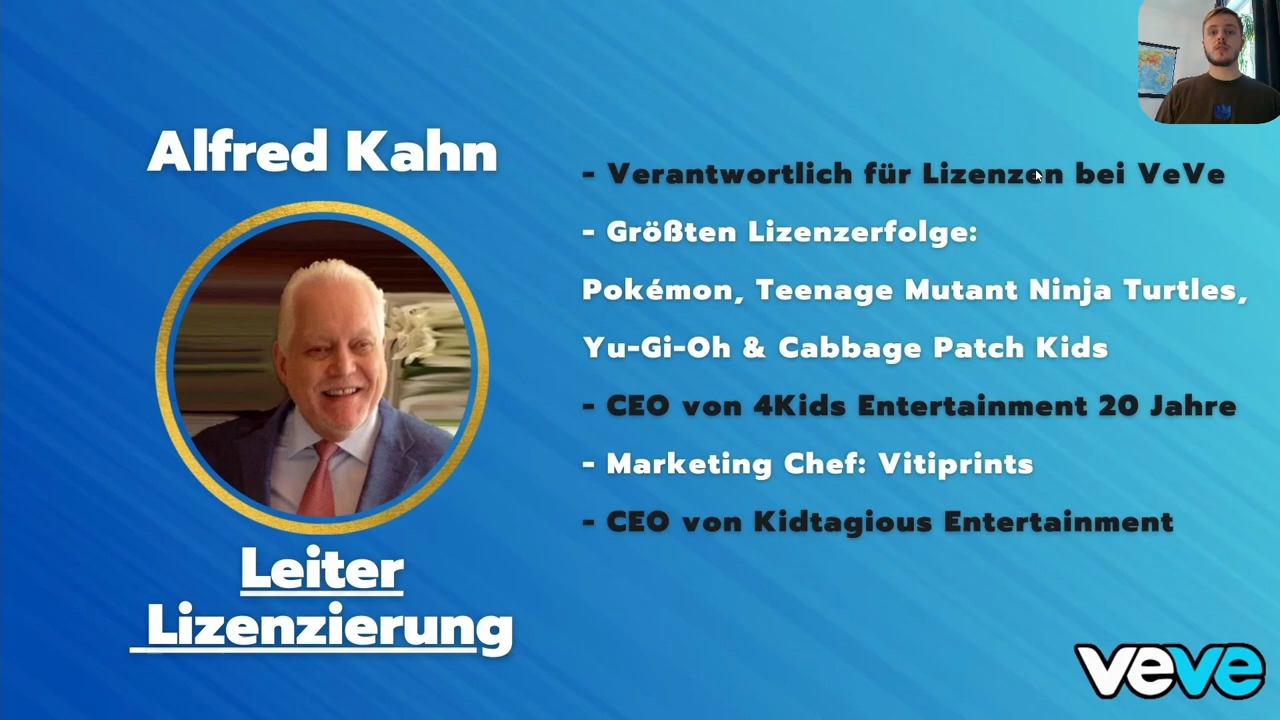 Alfred Kahn
Leiter
Lizenzierung
- Verantwortlich für Lizenzen bei VeVe
- Größten Lizenzerfolge:
Pokémon, Teenage Mutant Ninja Turtles,
Yu-Gi-Oh & Cabbage Patch Kids
- CEO von 4Kids Entertainment 20 Jahre
- Marketing Chef: Vitiprints
- CEO von Kidtagious Entertainment
veve